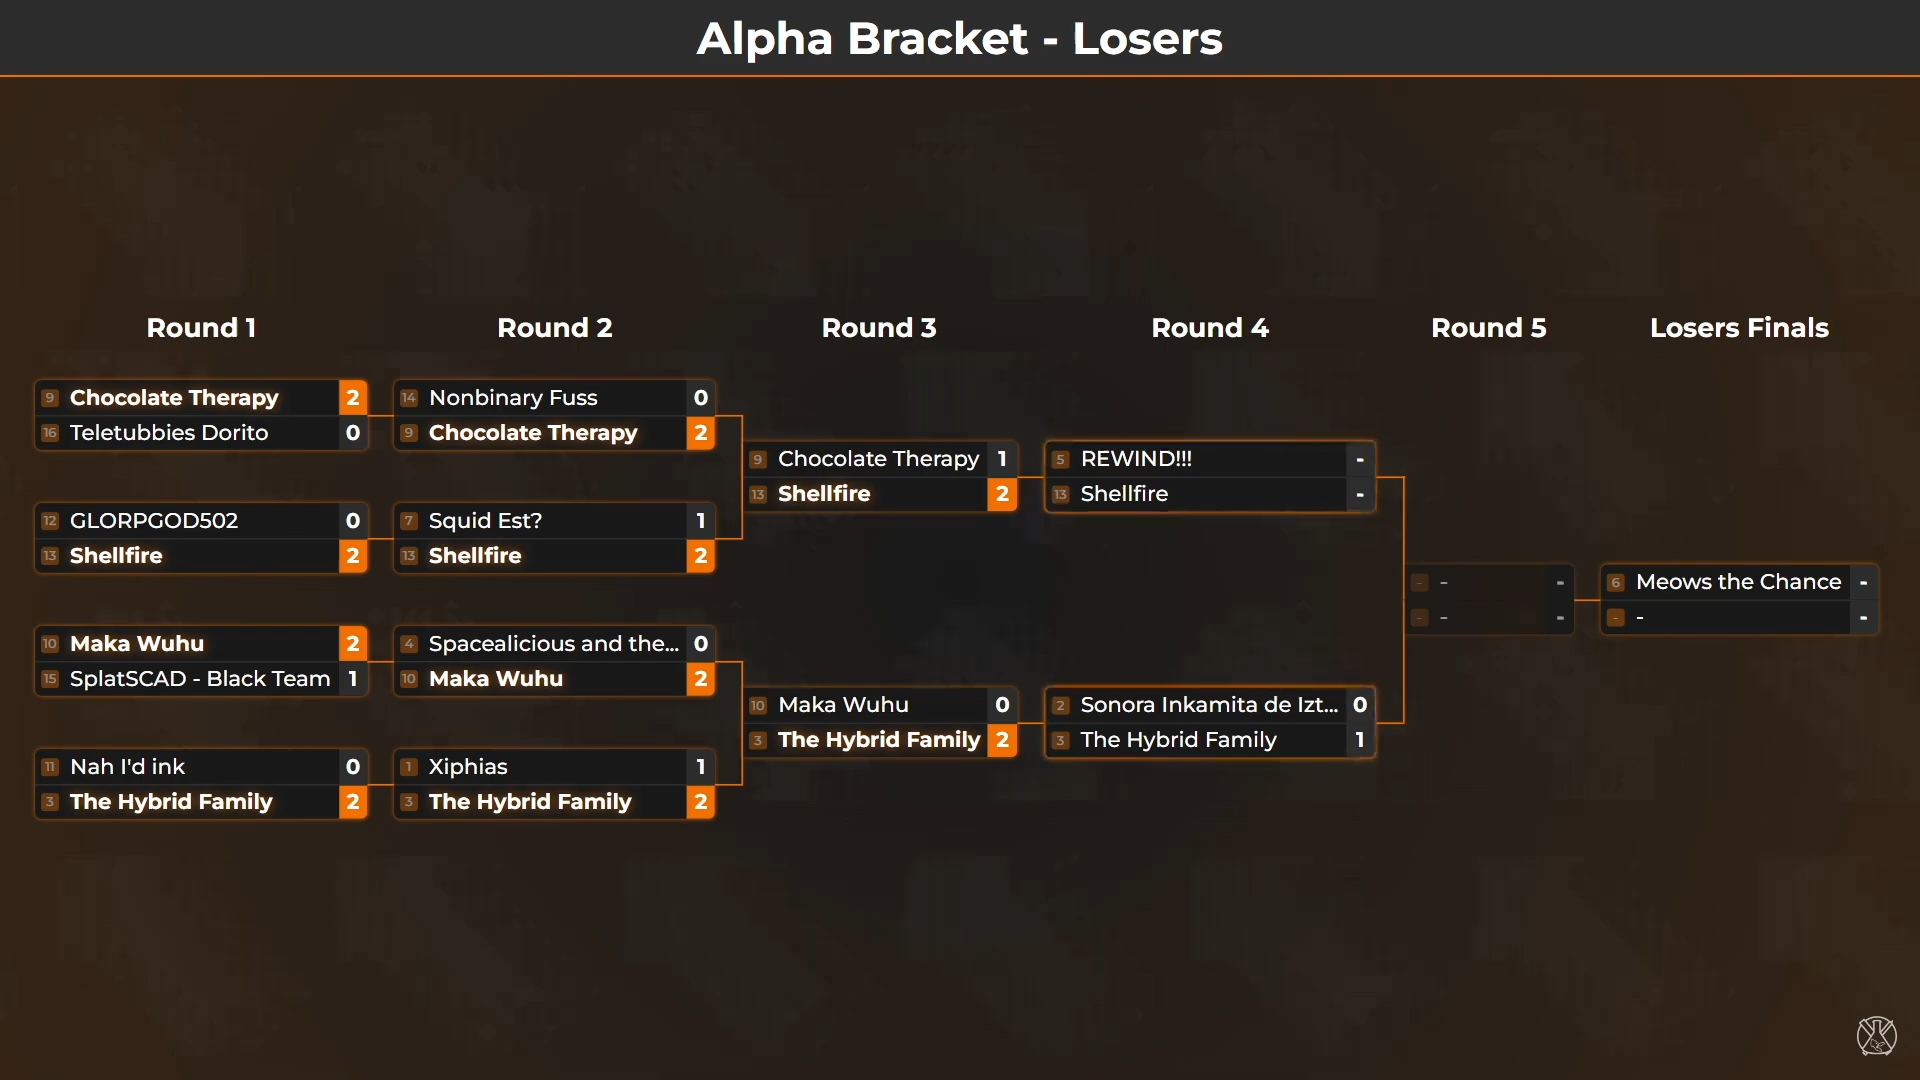 Alpha Bracket - Losers
Round 1
Round 2
Round 3
Round 4
Round 5
Losers Finals
9 Chocolate Therapy 2
16 Teletubbies Dorito 0
12 GLORPGOD502 0
13 Shellfire 2
10 Maka Wuhu 2
15 SplatSCAD - Black Team 1
11 Nah I'd ink 0
3 The Hybrid Family 2
14 Nonbinary Fuss 0
9 Chocolate Therapy 2
7 Squid Est? 1
13 Shellfire 2
4 Spacealicious and the... 0
10 Maka Wuhu 2
1 Xiphias 1
3 The Hybrid Family 2
9 Chocolate Therapy 1
13 Shellfire 2
10 Maka Wuhu 0
3 The Hybrid Family 2
5 REWIND!!! -
13 Shellfire -
2 Sonora Inkamita de Izt... 0
3 The Hybrid Family 1
- - -
- - -
6 Meows the Chance -
- - -